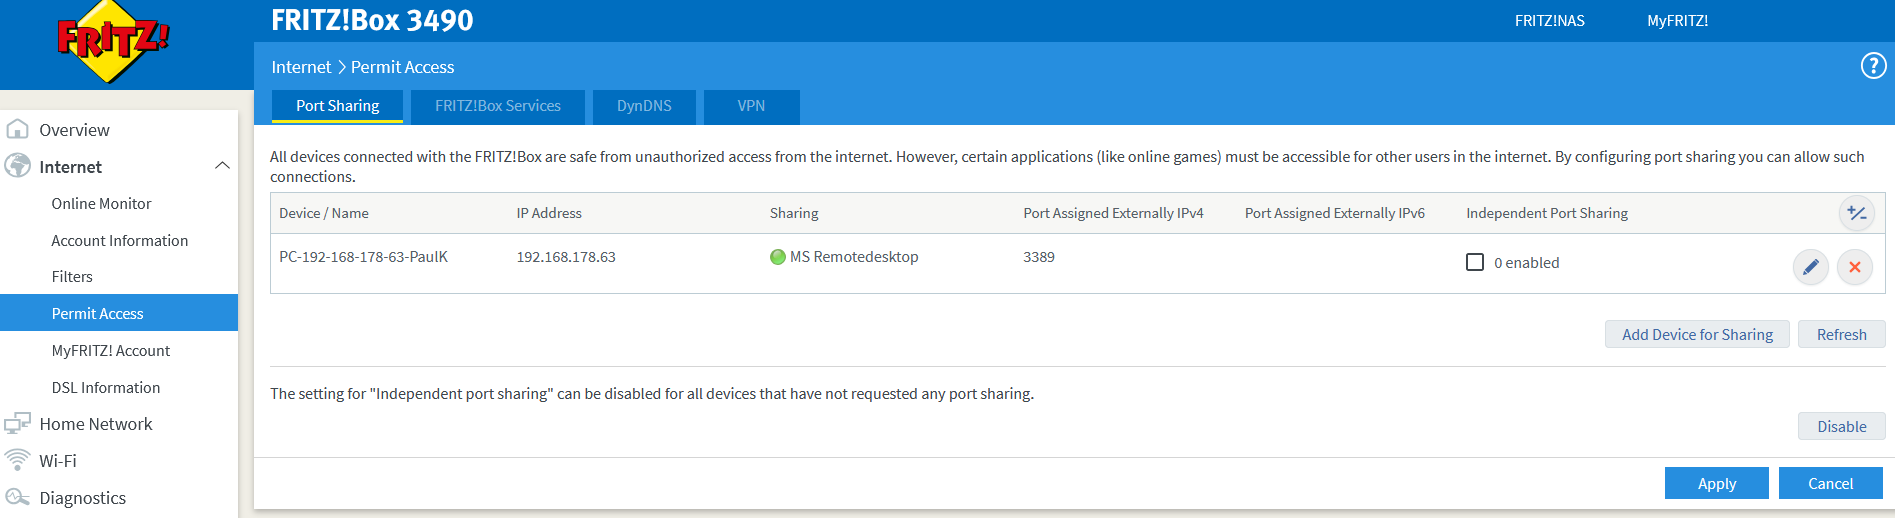 FRITZ!
FRITZ!Box 3490
FRITZ!NAS
MyFRITZ!
Internet > Permit Access
?
Port Sharing
FRITZ!Box Services
DynDNS
VPN
Overview
Internet
Online Monitor
Account Information
Filters
Permit Access
MyFRITZ! Account
DSL Information
Home Network
Wi-Fi
Diagnostics
All devices connected with the FRITZ!Box are safe from unauthorized access from the internet. However, certain applications (like online games) must be accessible for other users in the internet. By configuring port sharing you can allow such
connections.
Device / Name IP Address Sharing Port Assigned Externally IPv4 Port Assigned Externally IPv6 Independent Port Sharing
PC-192-168-178-63-PaulK 192.168.178.63 MS Remotedesktop 3389 0 enabled
Add Device for Sharing
Refresh
The setting for "Independent port sharing" can be disabled for all devices that have not requested any port sharing.
Disable
Apply
Cancel